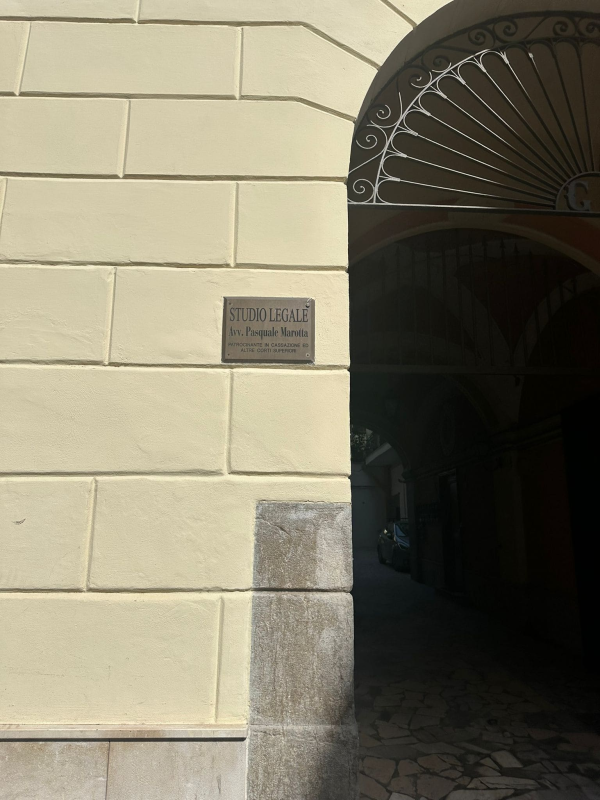 G
STUDIO LEGALE
Avv. Pasquale Marotta
PATROCINANTE IN CASSAZIONE ED
ALTRE CORTI SUPERIORI